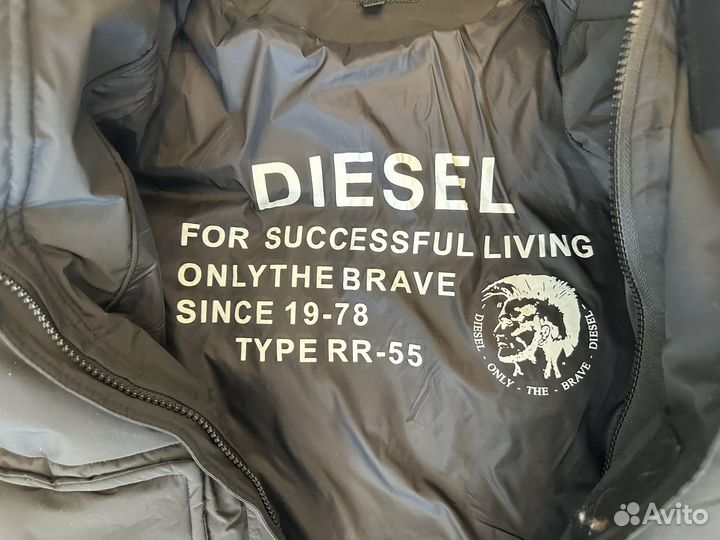 DIESEL
FOR SUCCESSFUL LIVING
ONLYTHE BRAVE
SINCE 19-78
TYPE RR-55
DIESEL - ONLY - THE - BRAVE - DIESEL -
Avito